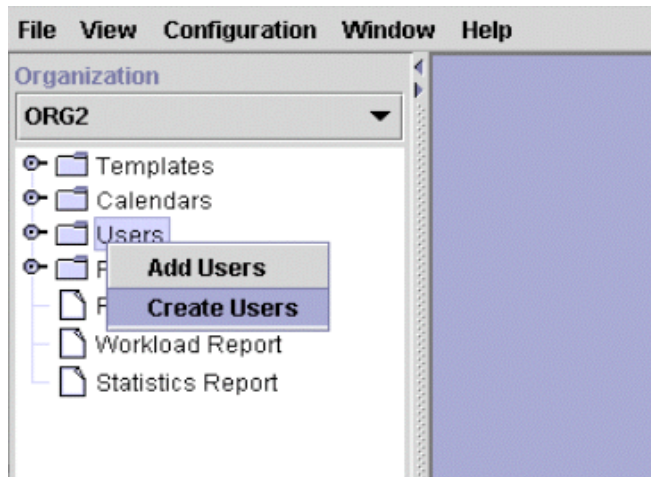 File View Configuration Window Help
Organization
ORG2
Templates
Calendars
Users
Add Users
Create Users
Workload Report
Statistics Report